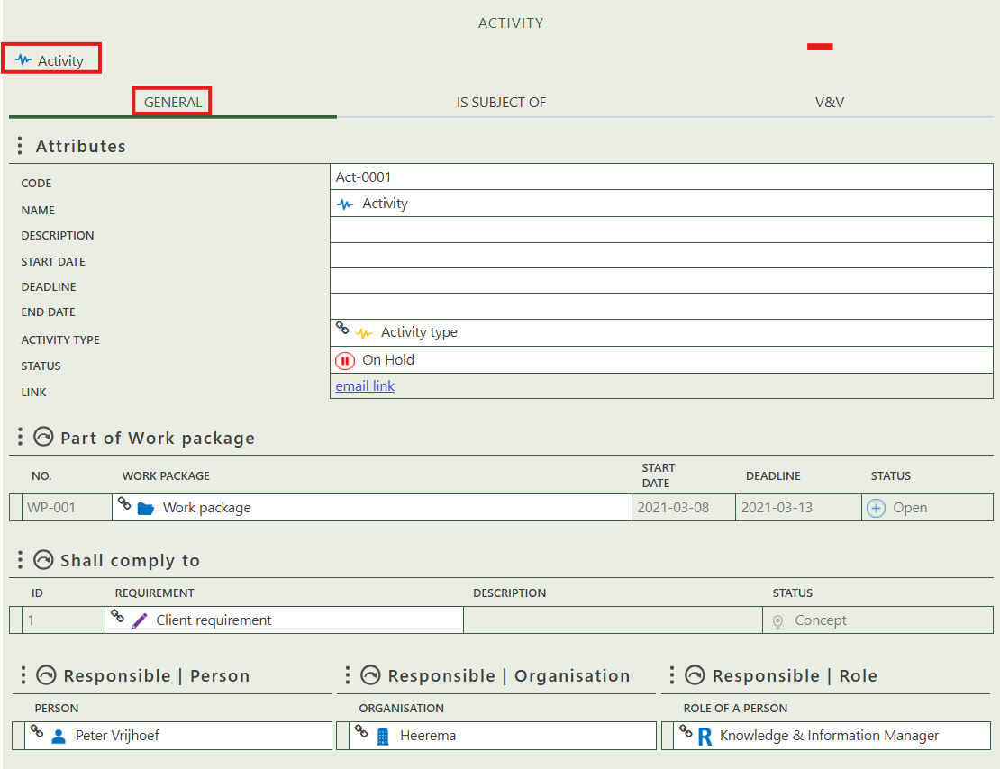 ACTIVITY
Activity
GENERAL IS SUBJECT OF V&V
Attributes
CODE Act-0001
NAME Activity
DESCRIPTION
START DATE
DEADLINE
END DATE
ACTIVITY TYPE Activity type
STATUS On Hold
LINK email link
Part of Work package
NO. WORK PACKAGE START DATE DEADLINE STATUS
WP-001 Work package 2021-03-08 2021-03-13 Open
Shall comply to
ID REQUIREMENT DESCRIPTION STATUS
1 Client requirement Concept
Responsible | Person Responsible | Organisation Responsible | Role
PERSON ORGANISATION ROLE OF A PERSON
Peter Vrijhoef Heerema R Knowledge & Information Manager